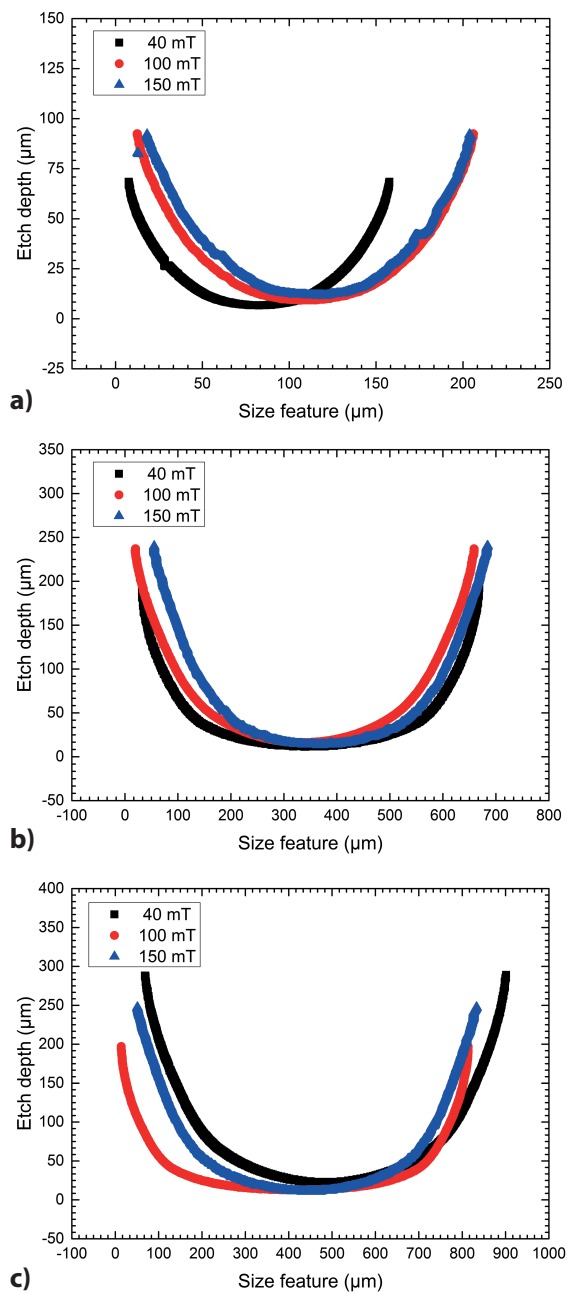 150
125
100
75
50
25
0
-25
Etch depth (µm)
40 mT
100 mT
150 mT
0 50 100 150 200 250
Size feature (µm)
a)
350
300
250
200
150
100
50
0
-50
Etch depth (µm)
40 mT
100 mT
150 mT
-100 0 100 200 300 400 500 600 700 800
Size feature (µm)
b)
400
350
300
250
200
150
100
50
0
-50
Etch depth (µm)
40 mT
100 mT
150 mT
-100 0 100 200 300 400 500 600 700 800 900 1000
Size feature (µm)
c)